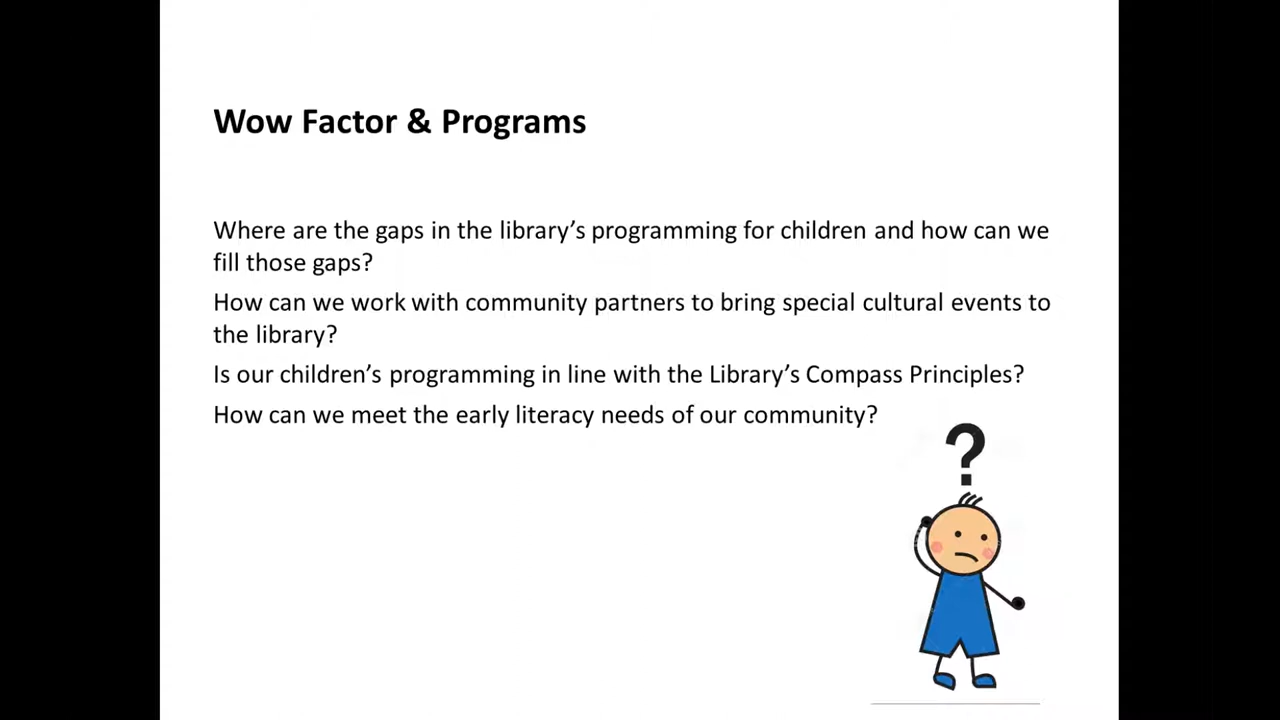 Wow Factor & Programs
Where are the gaps in the library’s programming for children and how can we
fill those gaps?
How can we work with community partners to bring special cultural events to
the library?
Is our children’s programming in line with the Library’s Compass Principles?
How can we meet the early literacy needs of our community?
?